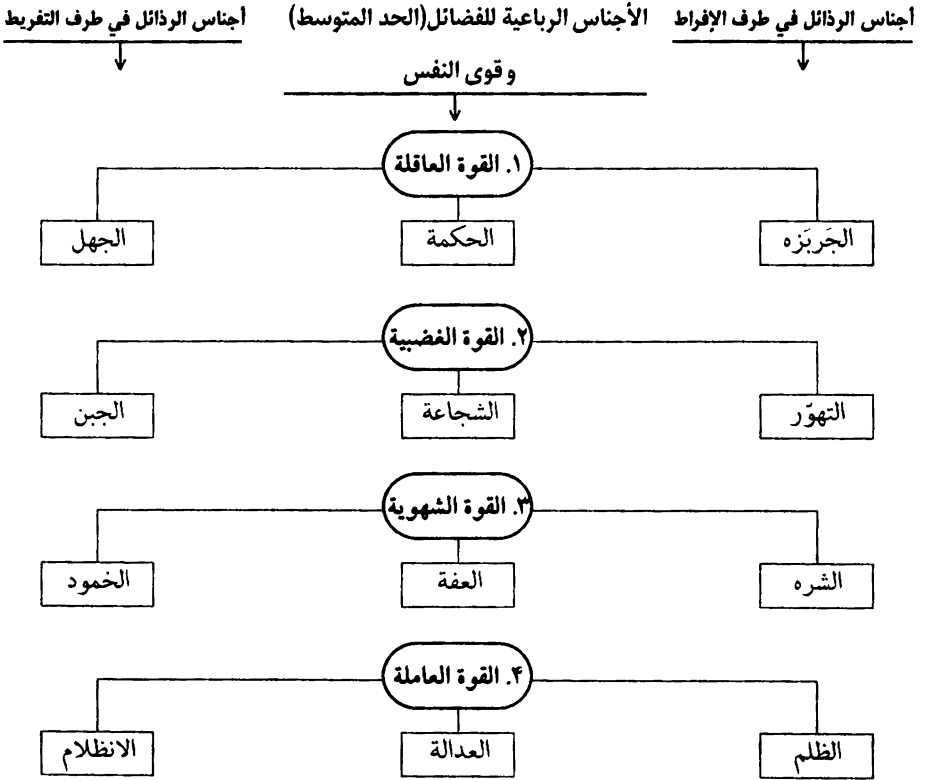 أجناس الرذائل في طرف الإفراط
الأجناس الرباعية للفضائل(الحد المتوسط)
و قوى النفس
أجناس الرذائل في طرف التفريط
١. القوة العاقلة
الجَربَزه
الحكمة
الجهل
٢. القوة الغضبية
التهوّر
الشجاعة
الجبن
٣. القوة الشهوية
الشره
العفة
الخمود
۴. القوة العاملة
الظلم
العدالة
الانظلام